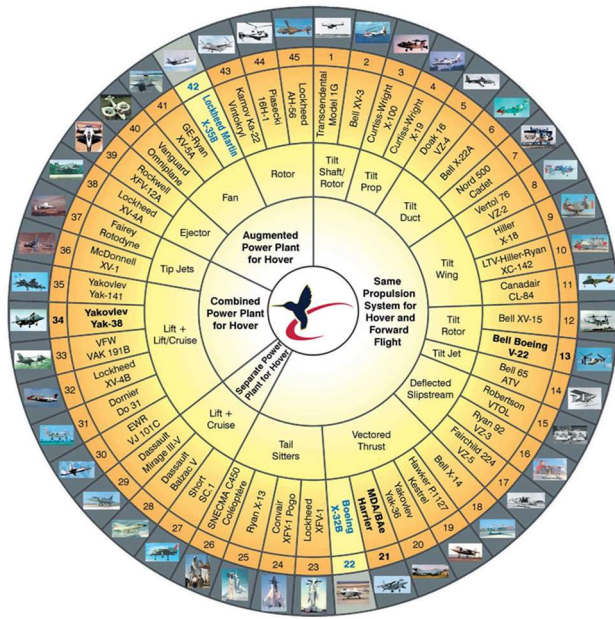 Same
Propulsion
System for
Hover and
Forward
Flight
Separate Power
Plant for Hover
Combined
Power Plant
for Hover
Augmented
Power Plant
for Hover
Tilt
Shaft/
Rotor
Tilt
Prop
Tilt
Duct
Tilt
Wing
Tilt
Rotor
Tilt Jet
Deflected
Slipstream
Vectored
Thrust
Tail
Sitters
Lift +
Cruise
Lift +
Lift/Cruise
Tip Jets
Ejector
Fan
Rotor
1
Transcendental
Model 1G
2
Bell XV-3
3
Curtiss-Wright
X-100
4
Curtiss-Wright
X-19
5
Doak 16
VZ-4
6
Bell X-22A
7
Nord 500
Cadet
8
Vertol 76
VZ-2
9
Hiller
X-18
10
LTV-Hiller-Ryan
XC-142
11
Canadair
CL-84
12
Bell XV-15
13
Bell Boeing
V-22
14
Bell 65
ATV
15
Robertson
VTOL
16
Ryan 92
VZ-3
17
Fairchild 224
VZ-5
18
Bell X-14
19
Hawker P.1127
Kestrel
20
Yakovlev
Yak-36
21
MDA/BAe
Harrier
22
Boeing
X-32B
23
Lockheed
XFV-1
24
Convair
XFY-1 Pogo
25
Ryan X-13
26
SNECMA C450
Coléoptère
27
Short
SC.1
28
Dassault
Balzac V
29
Dassault
Mirage III-V
30
EWR
VJ 101C
31
Dornier
Do 31
32
Lockheed
XV-4B
33
VFW
VAK 191B
34
Yakovlev
Yak-38
35
Yakovlev
Yak-141
36
McDonnell
XV-1
37
Fairey
Rotodyne
38
Lockheed
XV-4A
39
Rockwell
XFV-12A
40
Vanguard
Omniplane
41
GE-Ryan
XV-5A
42
Lockheed Martin
X-35B
43
Kamov Ka-22
Vintokryl
44
Piasecki
16H-1
45
Lockheed
AH-56